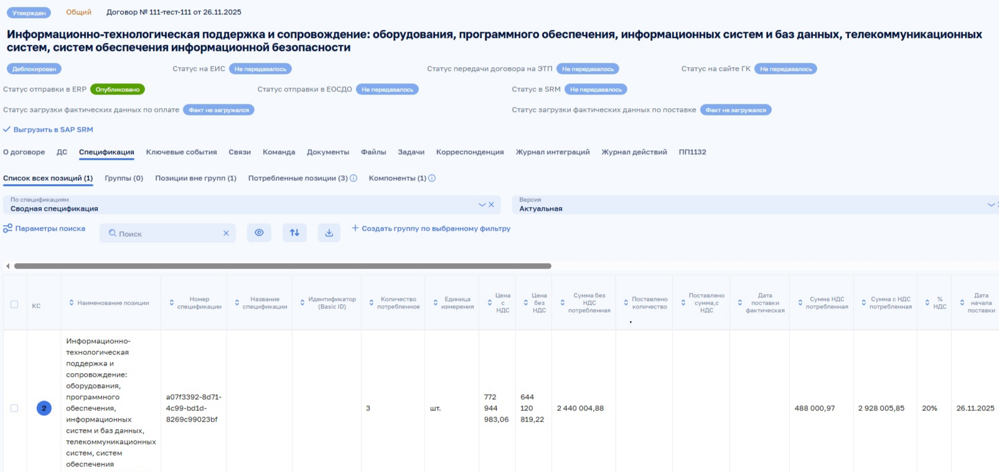 Утвержден Общий Договор № 111-тест-111 от 26.11.2025
Информационно-технологическая поддержка и сопровождение: оборудования, программного обеспечения, информационных систем и баз данных, телекоммуникационных
систем, систем обеспечения информационной безопасности
Деблокирован Статус на ЕИС Не передавалось Статус передачи договора на ЭТП Не передавалось Статус на сайте ГК Не передавалось
Статус отправки в ERP Опубликовано Статус отправки в ЕОСДО Не передавалось Статус в SRM Не передавалось
Статус загрузки фактических данных по оплате Факт не загружался Статус загрузки фактических данных по поставке Факт не загружался
Выгрузить в SAP SRM
О договоре ДС Спецификация Ключевые события Связи Команда Документы Файлы Задачи Корреспонденция Журнал интеграций Журнал действий ПП1132
Список всех позиций (1) Группы (0) Позиции вне групп (1) Потребленные позиции (3) Компоненты (1)
По спецификациям
Сводная спецификация
Версия
Актуальная
Параметры поиска Поиск + Создать группу по выбранному фильтру
КС
Наименование позиции
Номер
спецификации
Название
спецификации
Идентификатор
(Basic ID)
Количество
потребленное
Единица
измерения
Цена
с
НДС
Цена
без
НДС
Сумма без
НДС
потребленная
Поставлено
количество
Поставлено
сумма,с
НДС
Дата
поставки
фактическая
Сумма НДС
потребленная
Сумма с НДС
потребленная
%
НДС
Дата
начала
поставки
2
Информационно-
технологическая
поддержка и
сопровождение:
оборудования,
программного
обеспечения,
информационных
систем и баз данных,
телекоммуникационных
систем, систем
обеспечения
a07f3392-8d71-
4c99-bd1d-
8269c99023bf
3
шт.
772
944
983,06
644
120
819,22
2 440 004,88
488 000,97
2 928 005,85
20%
26.11.2025